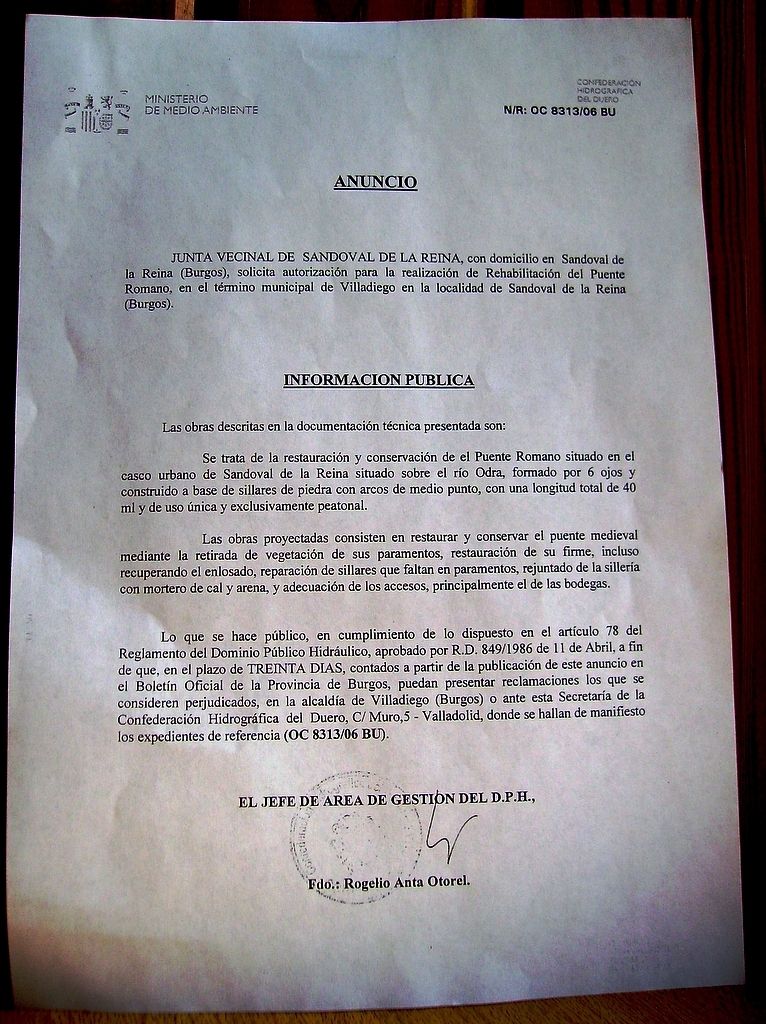 MINISTERIO
DE MEDIO AMBIENTE
CONFEDERACIÓN
HIDROGRAFICA
DEL DUERO
N/R: OC 8313/06 BU
ANUNCIO
JUNTA VECINAL DE SANDOVAL DE LA REINA, con domicilio en Sandoval de
la Reina (Burgos), solicita autorización para la realización de Rehabilitación del Puente
Romano, en el término municipal de Villadiego en la localidad de Sandoval de la Reina
(Burgos).
INFORMACION PUBLICA
Las obras descritas en la documentación técnica presentada son:
Se trata de la restauración y conservación de el Puente Romano situado en el
casco urbano de Sandoval de la Reina situado sobre el río Odra, formado por 6 ojos y
construido a base de sillares de piedra con arcos de medio punto, con una longitud total de 40
ml y de uso única y exclusivamente peatonal.
Las obras proyectadas consisten en restaurar y conservar el puente medieval
mediante la retirada de vegetación de sus paramentos, restauración de su firme, incluso
recuperando el enlosado, reparación de sillares que faltan en paramentos, rejuntado de la sillería
con mortero de cal y arena, y adecuación de los accesos, principalmente el de las bodegas.
Lo que se hace público, en cumplimiento de lo dispuesto en el artículo 78 del
Reglamento del Dominio Público Hidráulico, aprobado por R.D. 849/1986 de 11 de Abril, a fin
de que, en el plazo de TREINTA DIAS, contados a partir de la publicación de este anuncio en
el Boletín Oficial de la Provincia de Burgos, puedan presentar reclamaciones los que se
consideren perjudicados, en la alcaldía de Villadiego (Burgos) o ante esta Secretaría de la
Confederación Hidrográfica del Duero, C/ Muro,5 - Valladolid, donde se hallan de manifiesto
los expedientes de referencia (OC 8313/06 BU).
EL JEFE DE AREA DE GESTIÓN DEL D.P.H.,
Fdo.: Rogelio Anta Otorel.